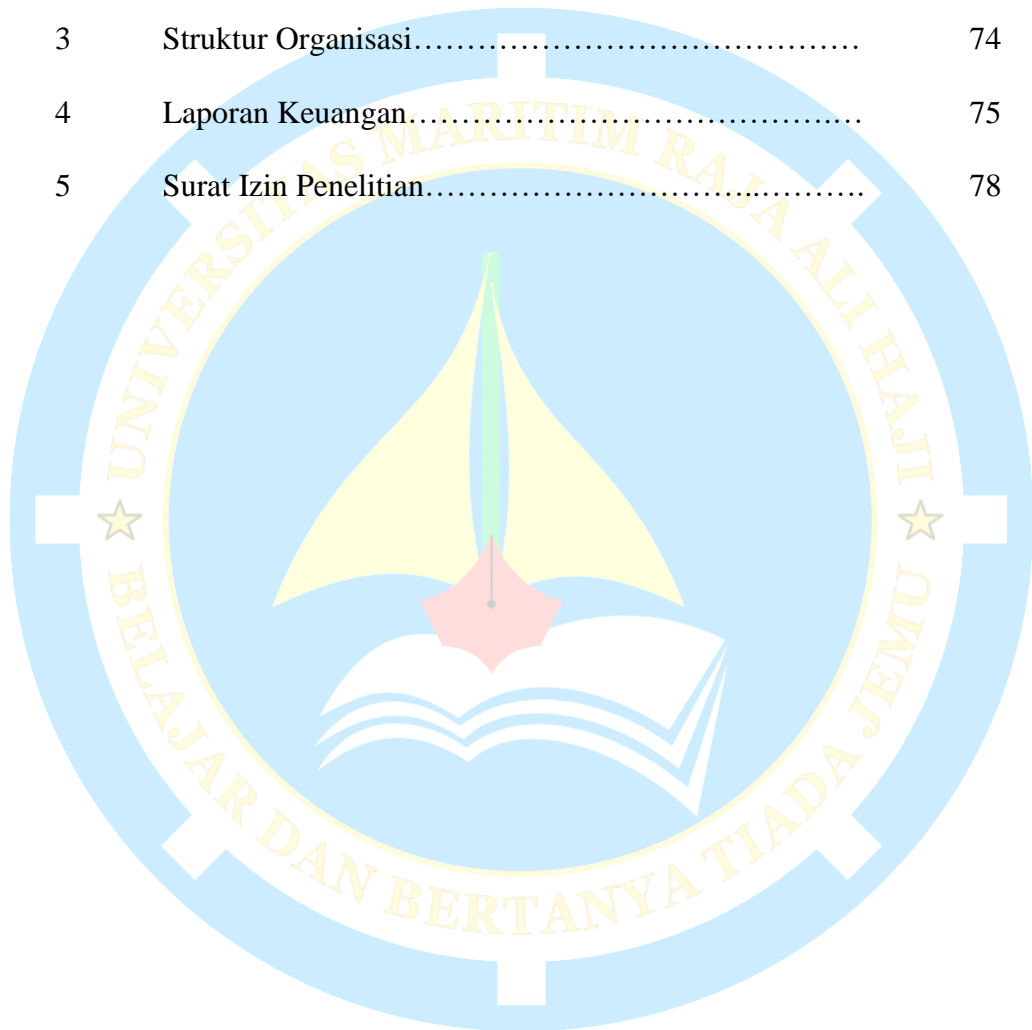 3 Struktur Organisasi………………………………………… 74
4 Laporan Keuangan…………………………………….… 75
5 Surat Izin Penelitian…………………………..………. 78
UNIVERSITAS MARITIM RAJA ALI HAJI
BELAJAR DAN BERTANYA TIADA JEMU